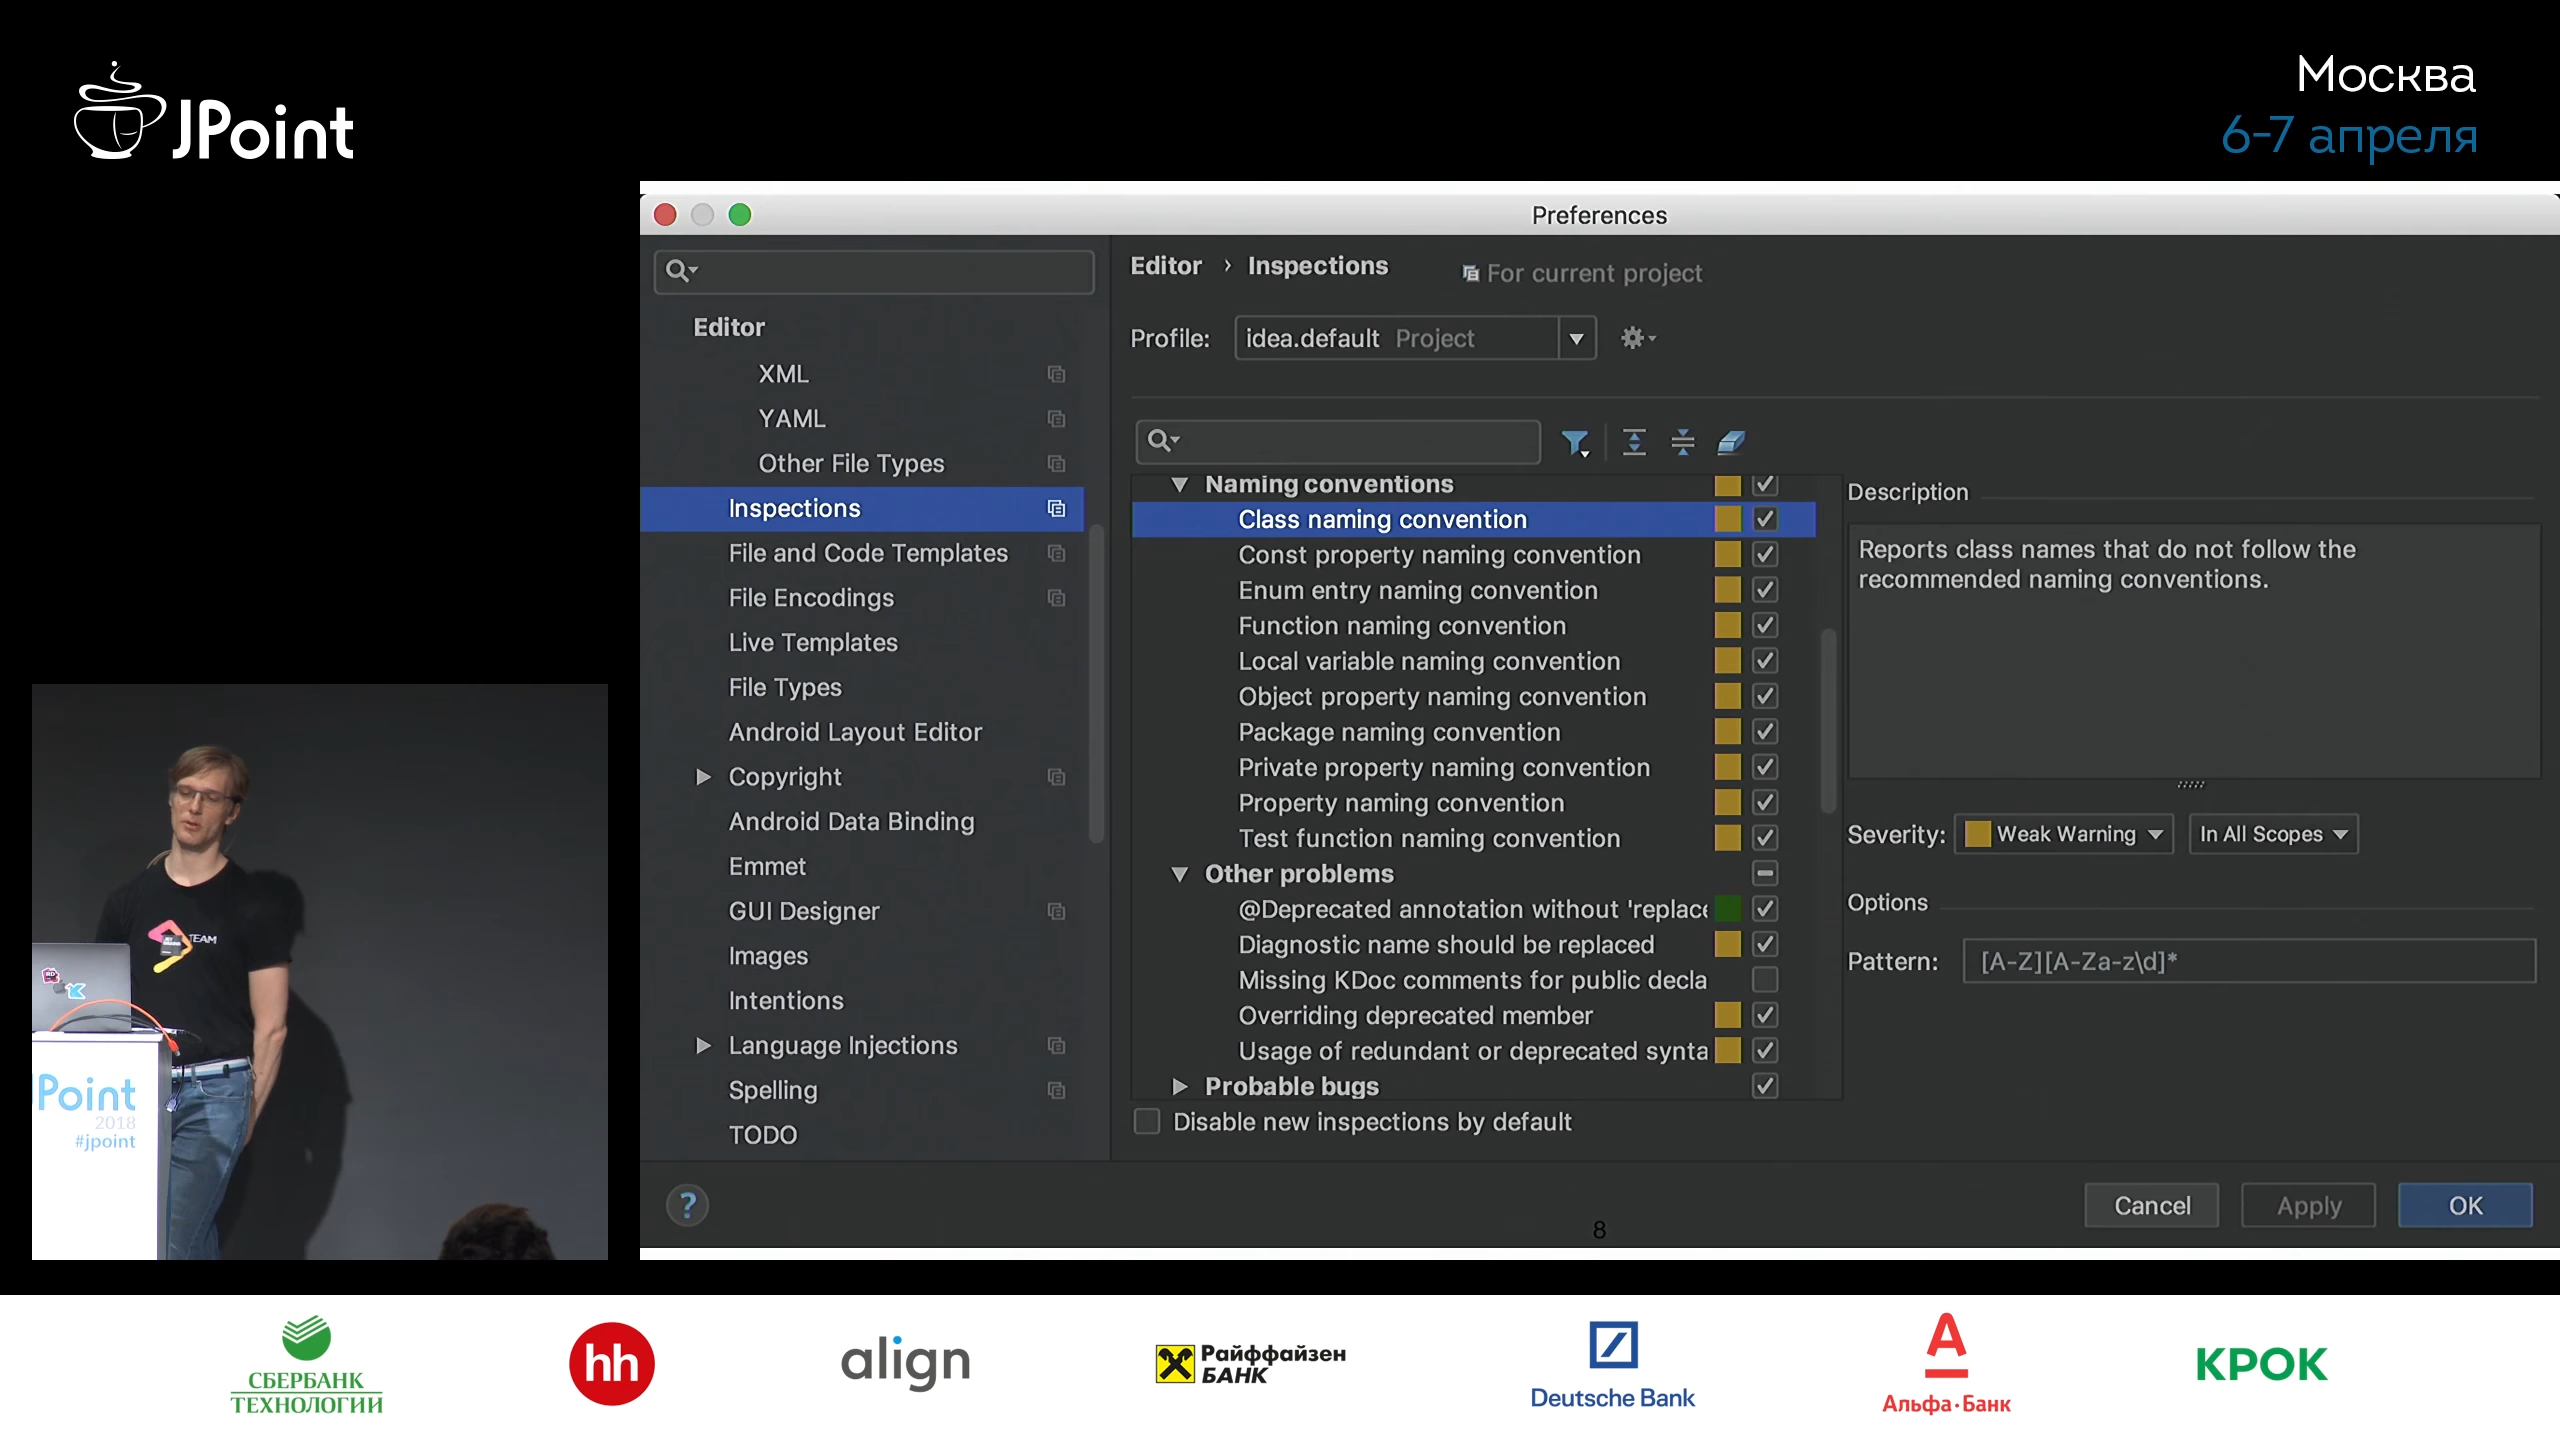 JPoint
Москва
6-7 апреля
Preferences
Editor
XML
YAML
Other File Types
Inspections
File and Code Templates
File Encodings
Live Templates
File Types
Android Layout Editor
Copyright
Android Data Binding
Emmet
GUI Designer
Images
Intentions
Language Injections
Spelling
TODO
Editor › Inspections
For current project
Profile: idea.default Project
Naming conventions
Class naming convention
Const property naming convention
Enum entry naming convention
Function naming convention
Local variable naming convention
Object property naming convention
Package naming convention
Private property naming convention
Property naming convention
Test function naming convention
Other problems
@Deprecated annotation without 'replace
Diagnostic name should be replaced
Missing KDoc comments for public decla
Overriding deprecated member
Usage of redundant or deprecated synta
Probable bugs
Disable new inspections by default
Description
Reports class names that do not follow the
recommended naming conventions.
Severity: Weak Warning In All Scopes
Options
Pattern: [A-Z][A-Za-z\d]*
?
Cancel
Apply
OK
8
TEAM
RD
JPoint
2018
#jpoint
СБЕРБАНК
ТЕХНОЛОГИИ
hh
align
Райффайзен
БАНК
Deutsche Bank
А
Альфа·Банк
КРОК